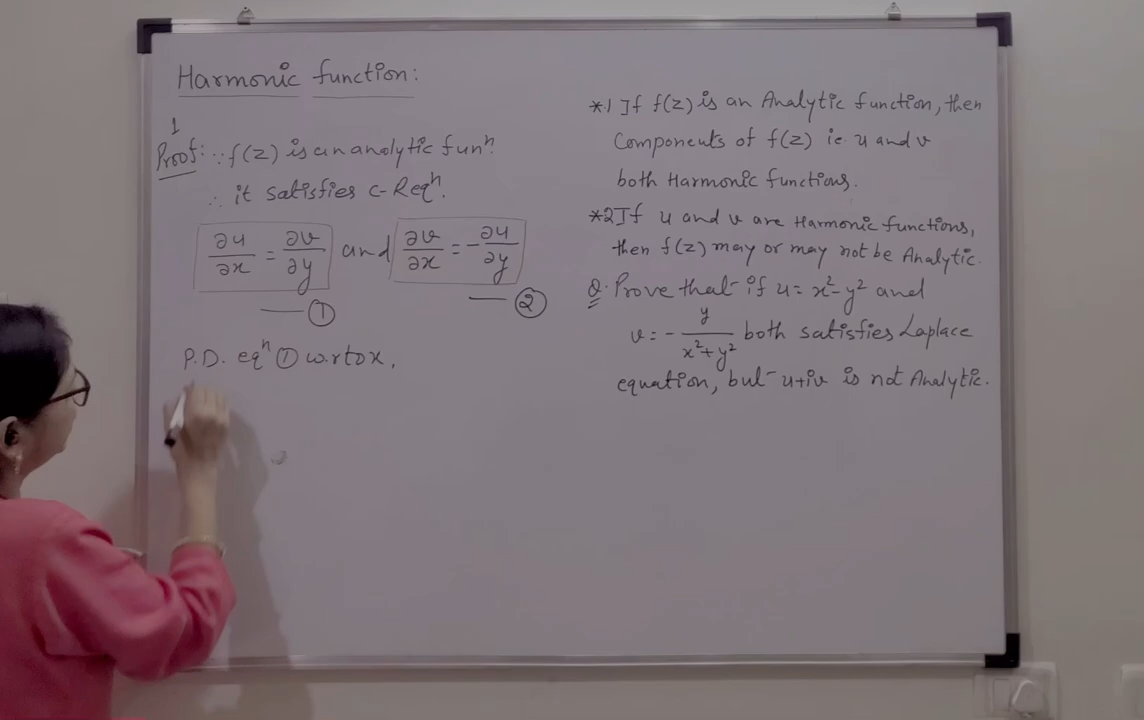 Harmonic function:
1
Proof: ∵ f(z) is an analytic funⁿ.
∴ it satisfies C-R eqⁿ.
∂u/∂x = ∂v/∂y and ∂v/∂x = -∂u/∂y
— ① — ②
P.D. eqⁿ ① w.r to x,
*1 If f(z) is an Analytic function, then
Components of f(z) ie. u and v
both Harmonic functions.
*2 If u and v are Harmonic functions,
then f(z) may or may not be Analytic.
Q. Prove that if u = x² - y² and
v = - y/(x² + y²) both satisfies Laplace
equation, but u+iv is not Analytic.